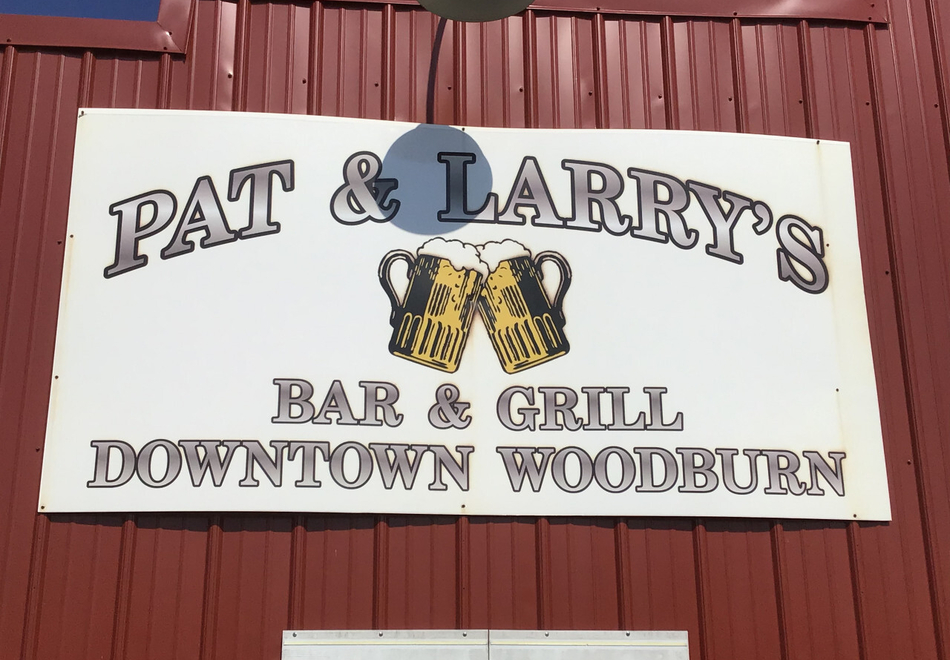 PAT & LARRY'S
BAR & GRILL
DOWNTOWN WOODBURN